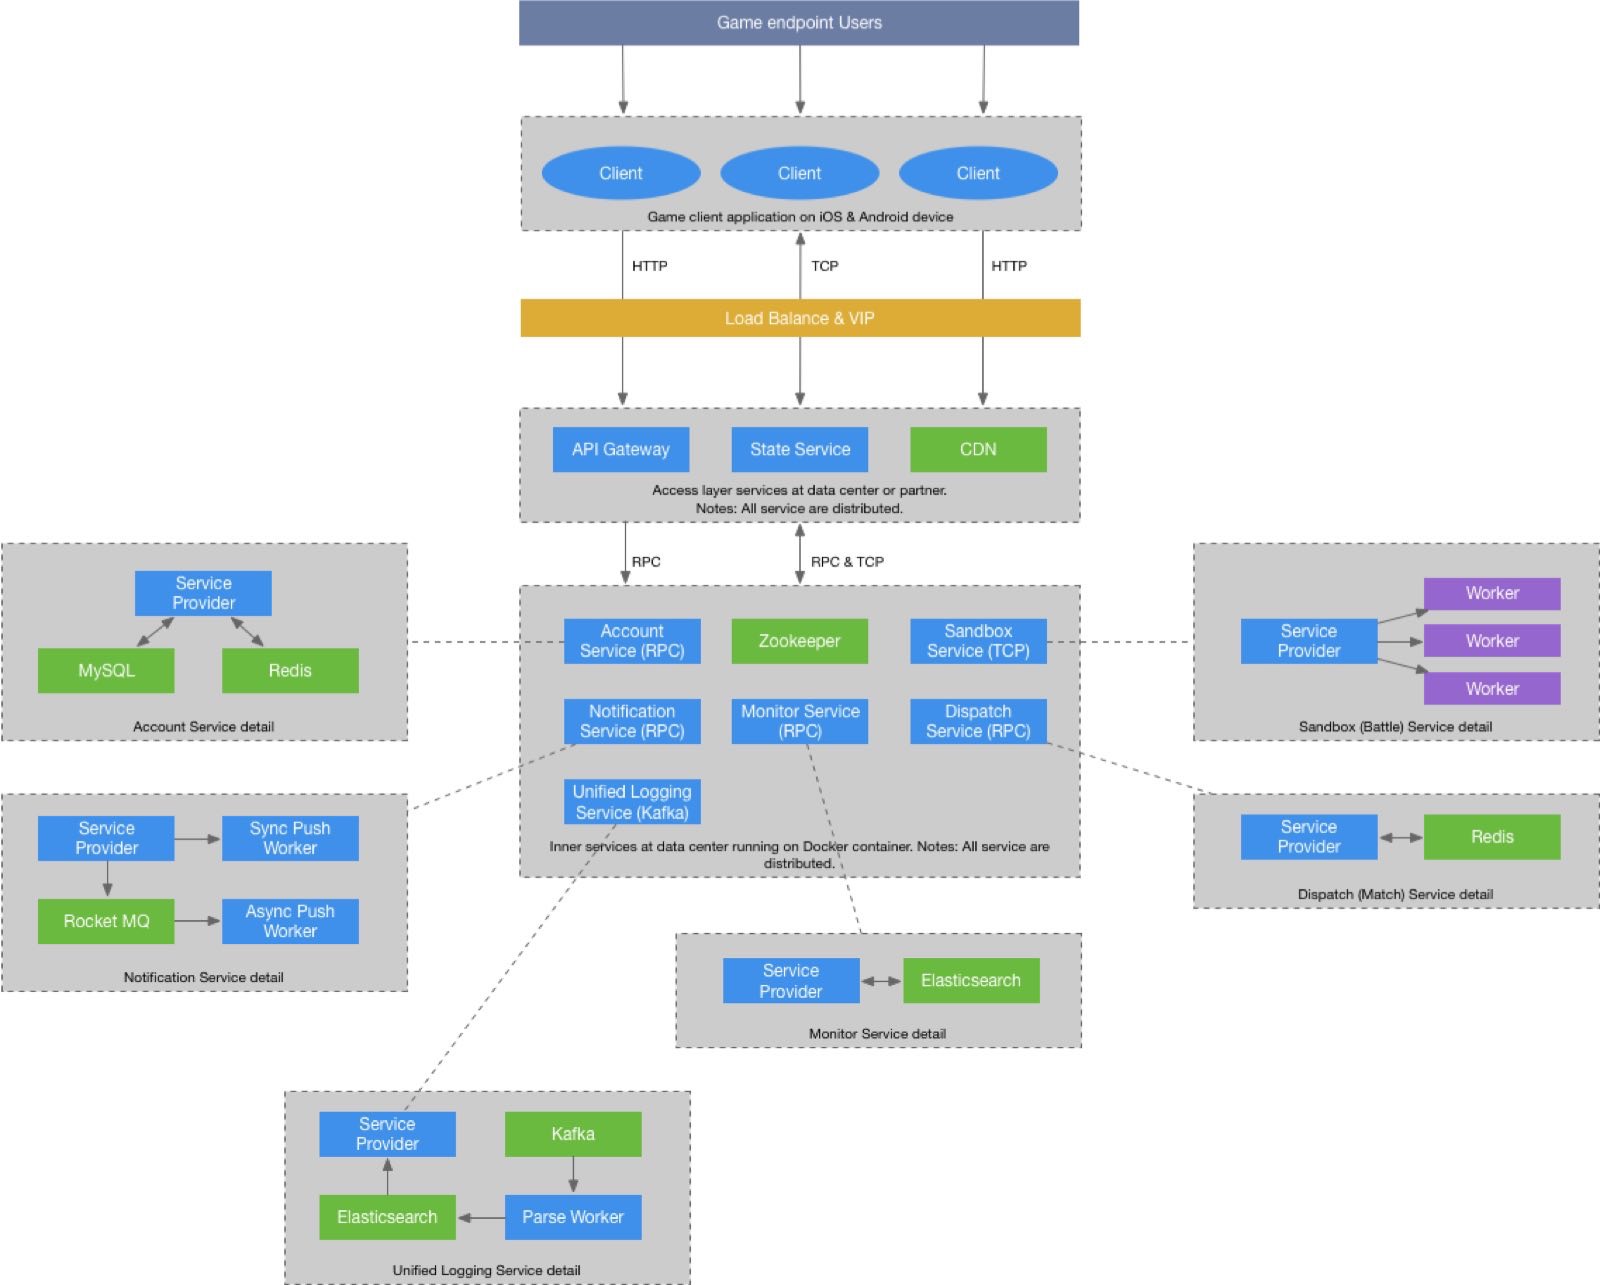 Game endpoint Users
Client
Client
Client
Game client application on iOS & Android device
HTTP
TCP
HTTP
Load Balance & VIP
API Gateway
State Service
CDN
Access layer services at data center or partner.
Notes: All service are distributed.
RPC
RPC & TCP
Service
Provider
MySQL
Redis
Account Service detail
Account
Service (RPC)
Zookeeper
Sandbox
Service (TCP)
Notification
Service (RPC)
Monitor Service
(RPC)
Dispatch
Service (RPC)
Unified Logging
Service (Kafka)
Inner services at data center running on Docker container. Notes: All service are
distributed.
Service
Provider
Worker
Worker
Worker
Sandbox (Battle) Service detail
Service
Provider
Sync Push
Worker
Rocket MQ
Async Push
Worker
Notification Service detail
Service
Provider
Redis
Dispatch (Match) Service detail
Service
Provider
Elasticsearch
Monitor Service detail
Service
Provider
Kafka
Elasticsearch
Parse Worker
Unified Logging Service detail